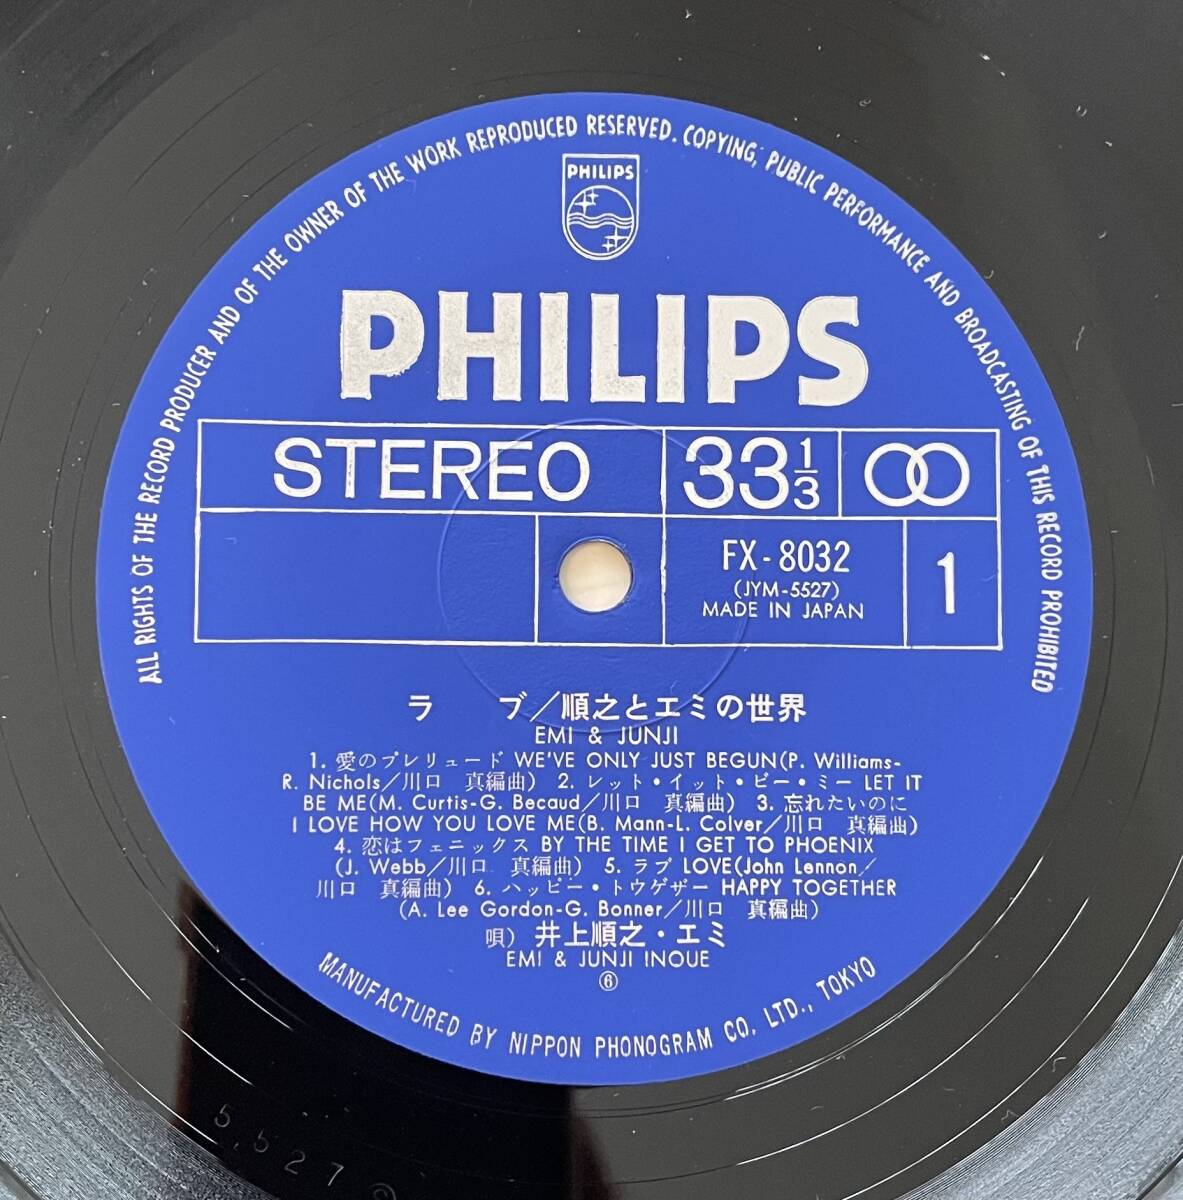 ALL RIGHTS OF THE RECORD PRODUCER AND OF THE OWNER OF THE WORK REPRODUCED RESERVED. COPYING, PUBLIC PERFORMANCE AND BROADCASTING OF THIS RECORD PROHIBITED
PHILIPS
PHILIPS
STEREO 33 1/3
FX-8032 1
(JYM-5527)
MADE IN JAPAN
ラ ブ/順之とエミの世界
EMI & JUNJI
1. 愛のプレリュード WE'VE ONLY JUST BEGUN(P. Williams-
R. Nichols/川口 真編曲) 2. レット・イット・ビー・ミー LET IT
BE ME(M. Curtis-G. Becaud/川口 真編曲) 3. 忘れたいのに
I LOVE HOW YOU LOVE ME(B. Mann-L. Colver/川口 真編曲)
4. 恋はフェニックス BY THE TIME I GET TO PHOENIX
(J. Webb/川口 真編曲) 5. ラブ LOVE(John Lennon/
川口 真編曲) 6. ハッピー・トウゲザー HAPPY TOGETHER
(A. Lee Gordon-G. Bonner/川口 真編曲)
唄) 井上順之・エミ
EMI & JUNJI INOUE
⑥
MANUFACTURED BY NIPPON PHONOGRAM CO. LTD., TOKYO
5,527